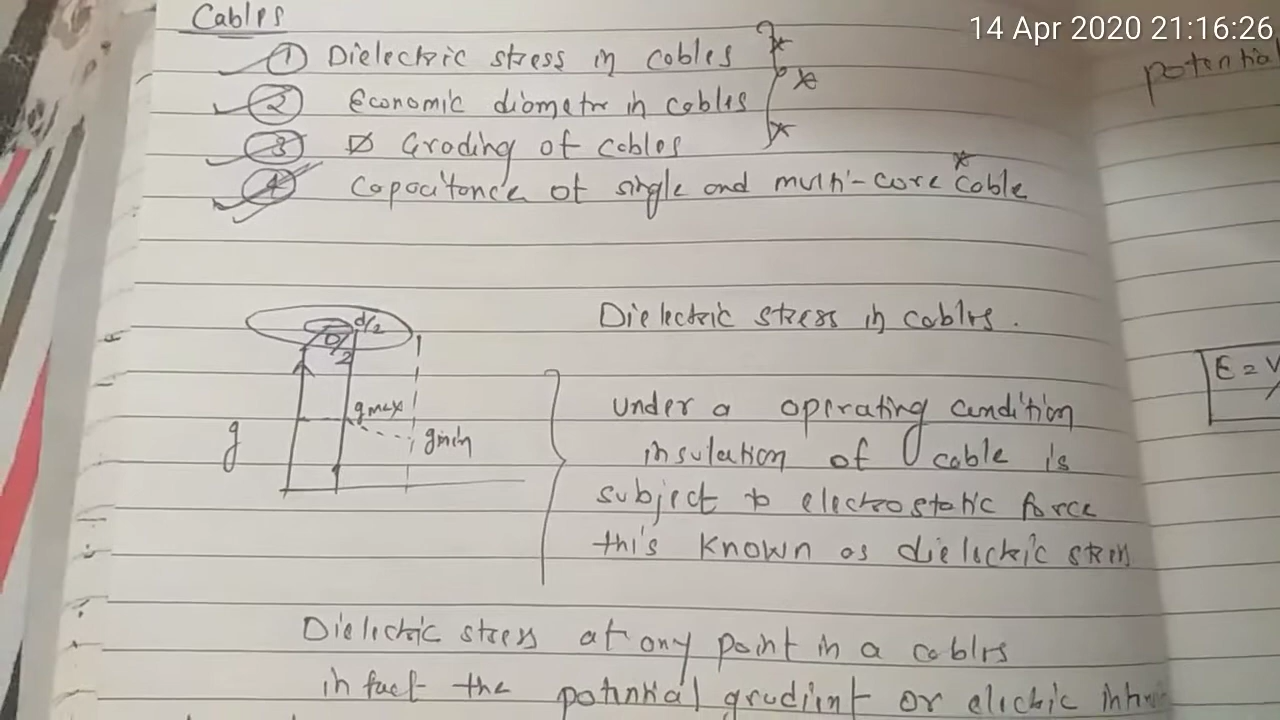 14 Apr 2020 21:16:26
Cables
① Dielectric stress in cables
② Economic diometr in cables
③ Grading of cables
④ Capacitance of single and multi-core cable
potential
d/2
D/2
Dielectric stress in cables.
E = V
gmax
gmin
g
under a operating condition
insulation of cable is
subject to electrostatic force
this known as dielectric stress
Dielectric stress at any point in a cables
in fact the potential gradient or electric